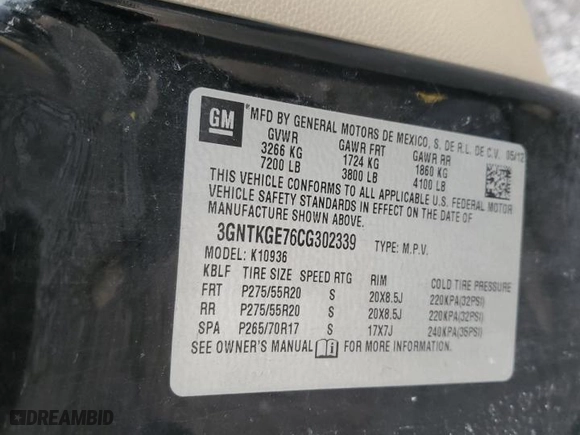 GM
*MFD BY GENERAL MOTORS DE MEXICO, S. DE R.L. DE C.V. 05/12
GVWR GAWR FRT GAWR RR
3266 KG 1724 KG 1860 KG
7200 LB 3800 LB 4100 LB
THIS VEHICLE CONFORMS TO ALL APPLICABLE U.S. FEDERAL MOTOR
VEHICLE SAFETY STANDARDS IN EFFECT ON THE DATE OF
MANUFACTURE SHOWN ABOVE.
3GNTKGE76CG302339 TYPE: M.P.V.
MODEL: K10936
KBLF TIRE SIZE SPEED RTG RIM COLD TIRE PRESSURE
FRT P275/55R20 S 20X8.5J 220KPA(32PSI)
RR P275/55R20 S 20X8.5J 220KPA(32PSI)
SPA P265/70R17 S 17X7J 240KPA(35PSI)
SEE OWNER'S MANUAL FOR MORE INFORMATION.
DREAMBID